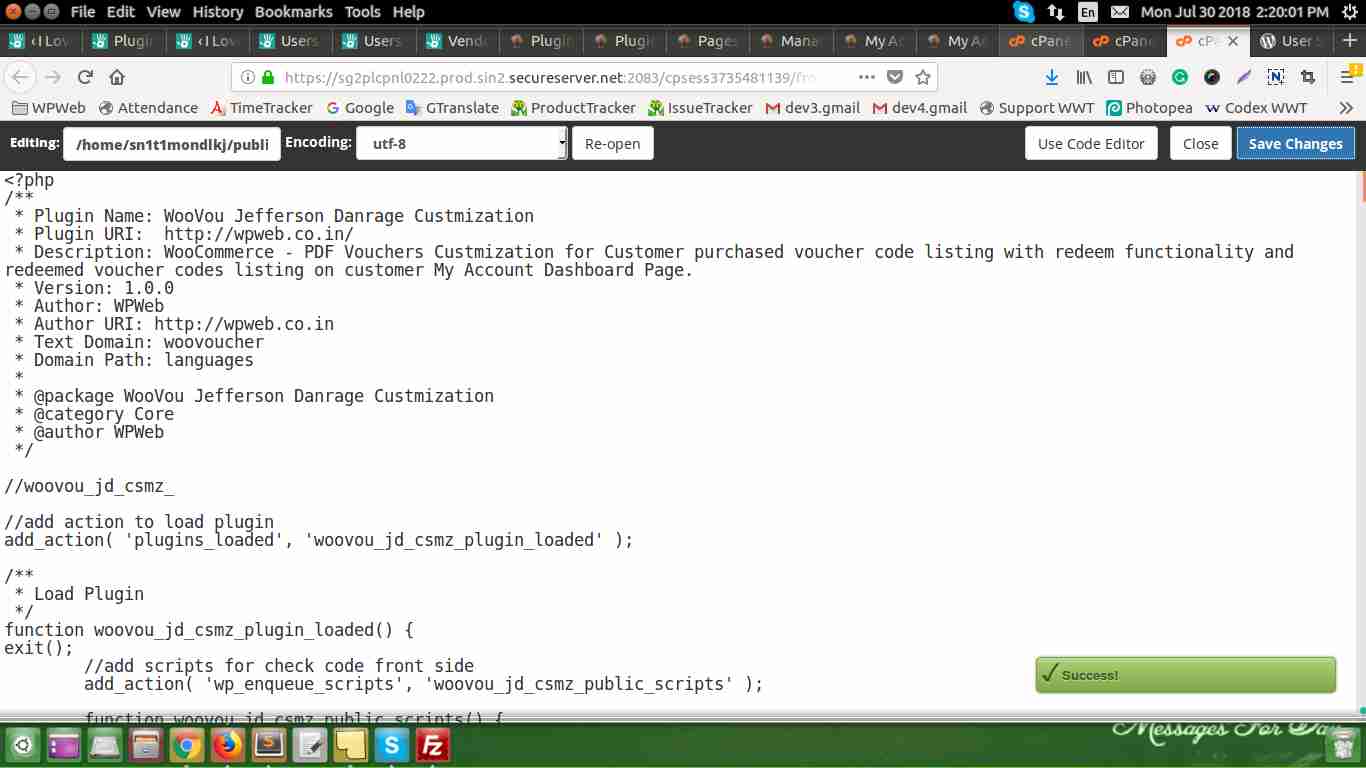 File Edit View History Bookmarks Tools Help
En Mon Jul 30 2018 2:20:01 PM
‹ I Lov Plugi ‹ I Lov Users Users Vend Plugin Plugi Pages Mana My A My A cPane cPan cP User S
https://sg2plcpnl0222.prod.sin2.secureserver.net:2083/cpsess3735481139/fr
WPWeb Attendance TimeTracker Google GTranslate ProductTracker IssueTracker dev3.gmail dev4.gmail Support WWT Photopea Codex WWT
Editing: /home/sn1t1mondlkj/publi Encoding: utf-8 Re-open Use Code Editor Close Save Changes
<?php
/**
 * Plugin Name: WooVou Jefferson Danrage Custmization
 * Plugin URI:  http://wpweb.co.in/
 * Description: WooCommerce - PDF Vouchers Custmization for Customer purchased voucher code listing with redeem functionality and
redeemed voucher codes listing on customer My Account Dashboard Page.
 * Version: 1.0.0
 * Author: WPWeb
 * Author URI: http://wpweb.co.in
 * Text Domain: woovoucher
 * Domain Path: languages
 *
 * @package WooVou Jefferson Danrage Custmization
 * @category Core
 * @author WPWeb
 */
//woovou_jd_csmz_
//add action to load plugin
add_action( 'plugins_loaded', 'woovou_jd_csmz_plugin_loaded' );
/**
 * Load Plugin
 */
function woovou_jd_csmz_plugin_loaded() {
exit();
        //add scripts for check code front side
        add_action( 'wp_enqueue_scripts', 'woovou_jd_csmz_public_scripts' );
Success!
        function woovou_jd_csmz_public_scripts() {
Messages For Day